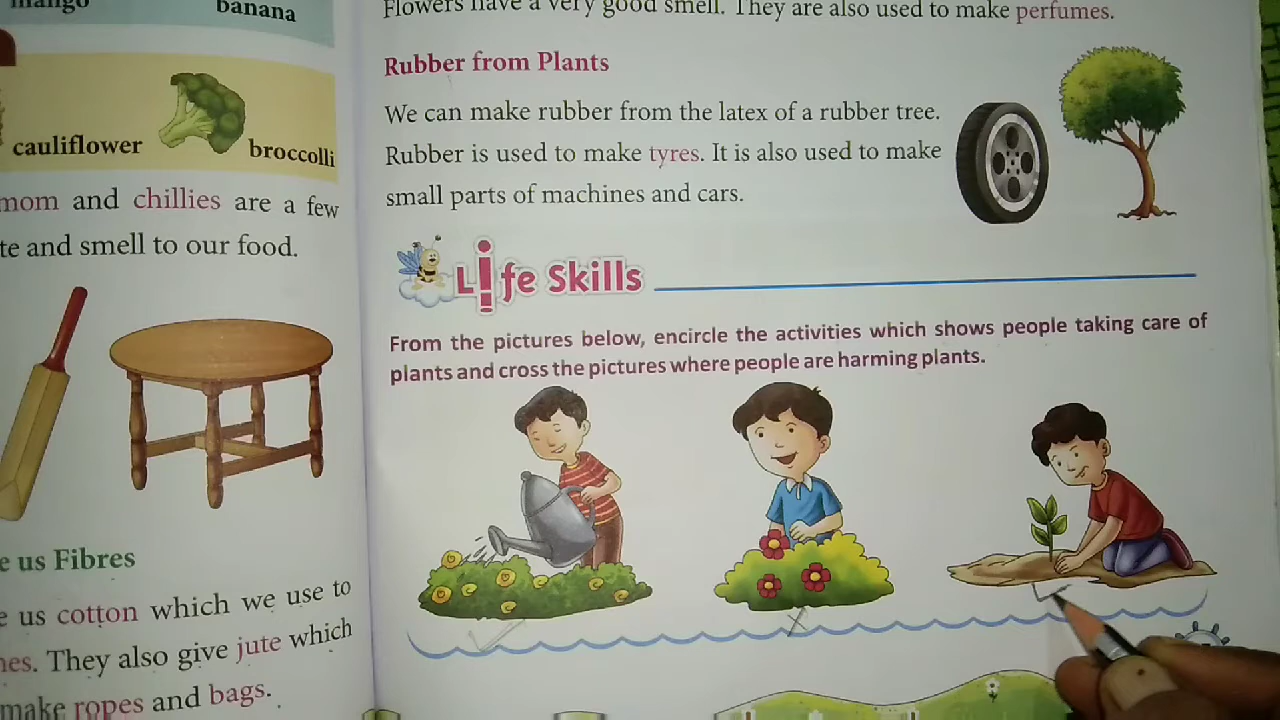 mango
banana
cauliflower
broccolli
mom and chillies are a few
te and smell to our food.
e us Fibres
e us cotton which we use to
nes. They also give jute which
make ropes and bags.
Flowers have a very good smell. They are also used to make perfumes.
Rubber from Plants
We can make rubber from the latex of a rubber tree.
Rubber is used to make tyres. It is also used to make
small parts of machines and cars.
Life Skills
From the pictures below, encircle the activities which shows people taking care of
plants and cross the pictures where people are harming plants.